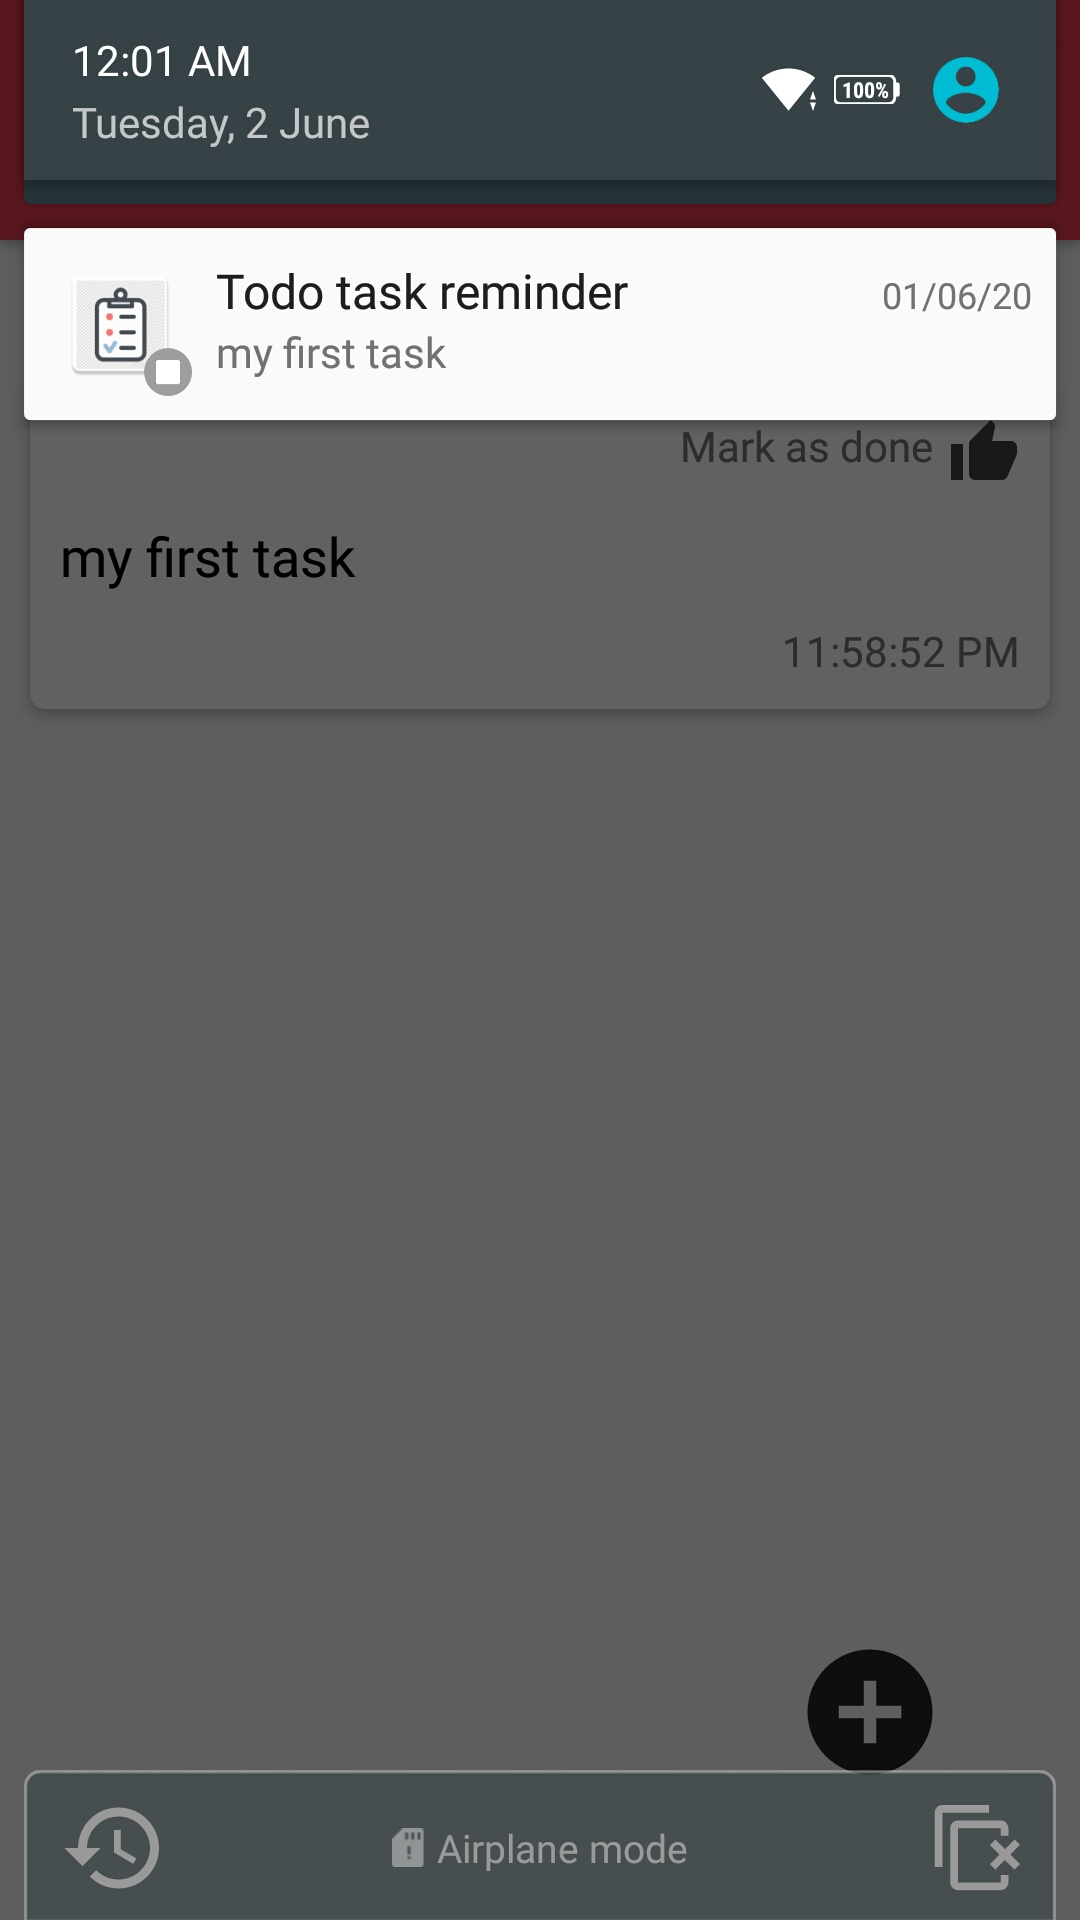 12:01 AM
100%
Tuesday, 2 June
Todo task reminder
01/06/20
my first task
Mark as done
my first task
11:58:52 PM
Airplane mode